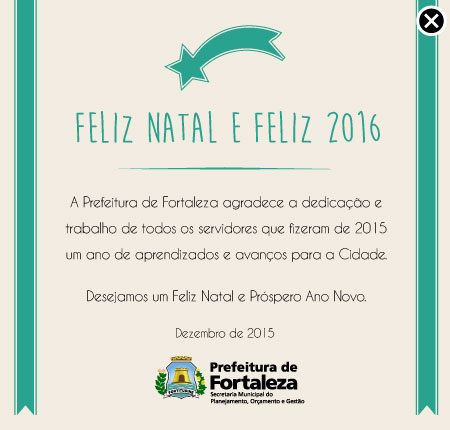 FELIZ NATAL E FELIZ 2016
A Prefeitura de Fortaleza agradece a dedicação e
trabalho de todos os servidores que fizeram de 2015
um ano de aprendizados e avanços para a Cidade.
Desejamos um Feliz Natal e Próspero Ano Novo.
Dezembro de 2015
Prefeitura de
Fortaleza
Secretaria Municipal do
Planejamento, Orçamento e Gestão
FORTITUDINE